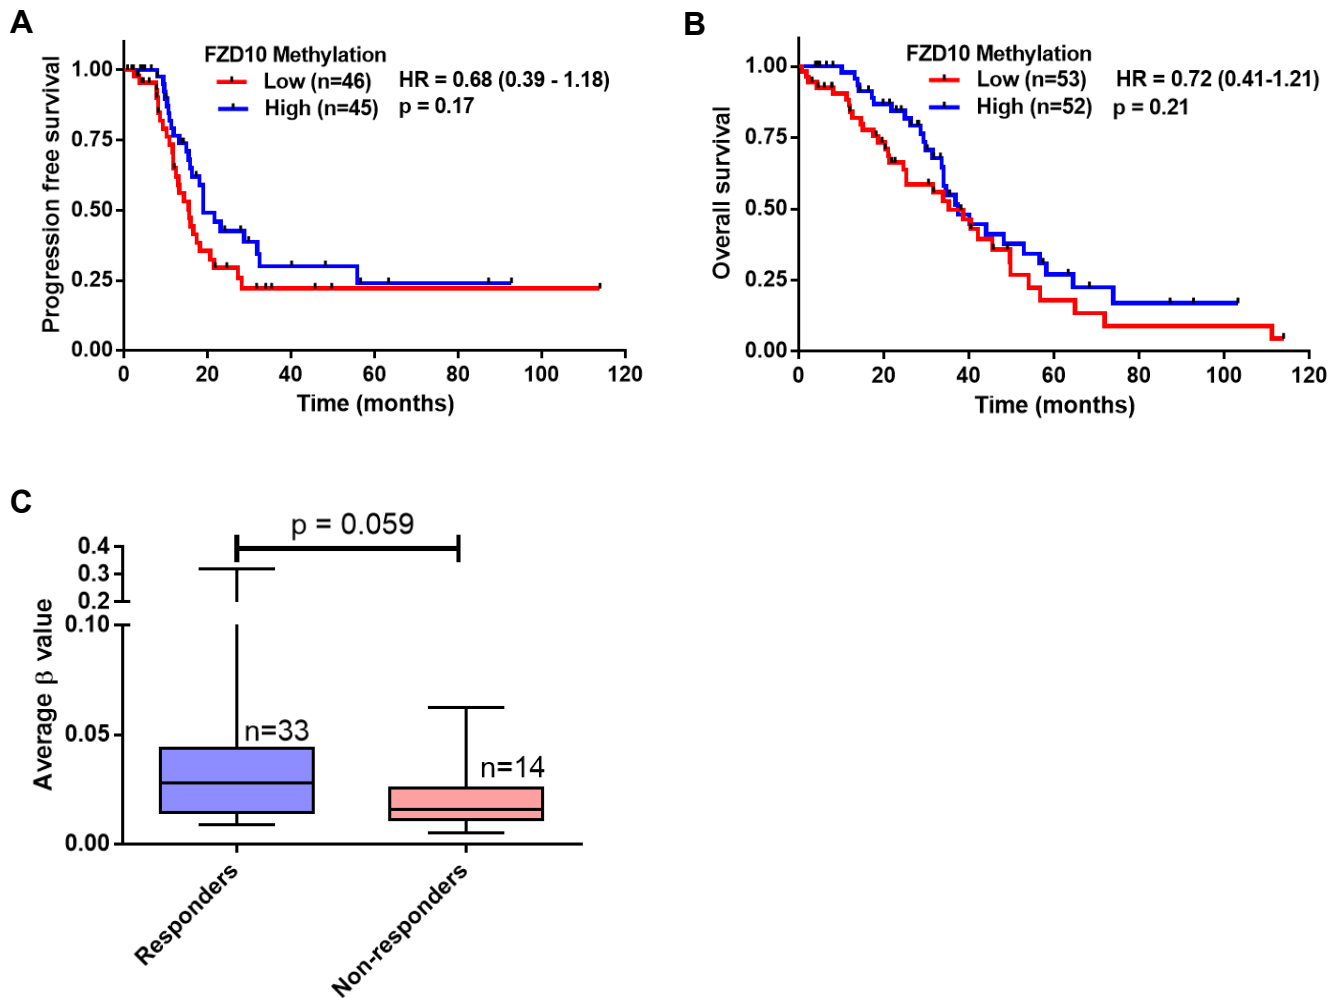 A
FZD10 Methylation
Low (n=46)
High (n=45)
HR = 0.68 (0.39 - 1.18)
p = 0.17
Progression free survival
1.00
0.75
0.50
0.25
0.00
0 20 40 60 80 100 120
Time (months)
B
FZD10 Methylation
Low (n=53)
High (n=52)
HR = 0.72 (0.41-1.21)
p = 0.21
Overall survival
1.00
0.75
0.50
0.25
0.00
0 20 40 60 80 100 120
Time (months)
C
p = 0.059
Average β value
0.4
0.3
0.2
0.10
0.05
0.00
n=33
n=14
Responders
Non-responders